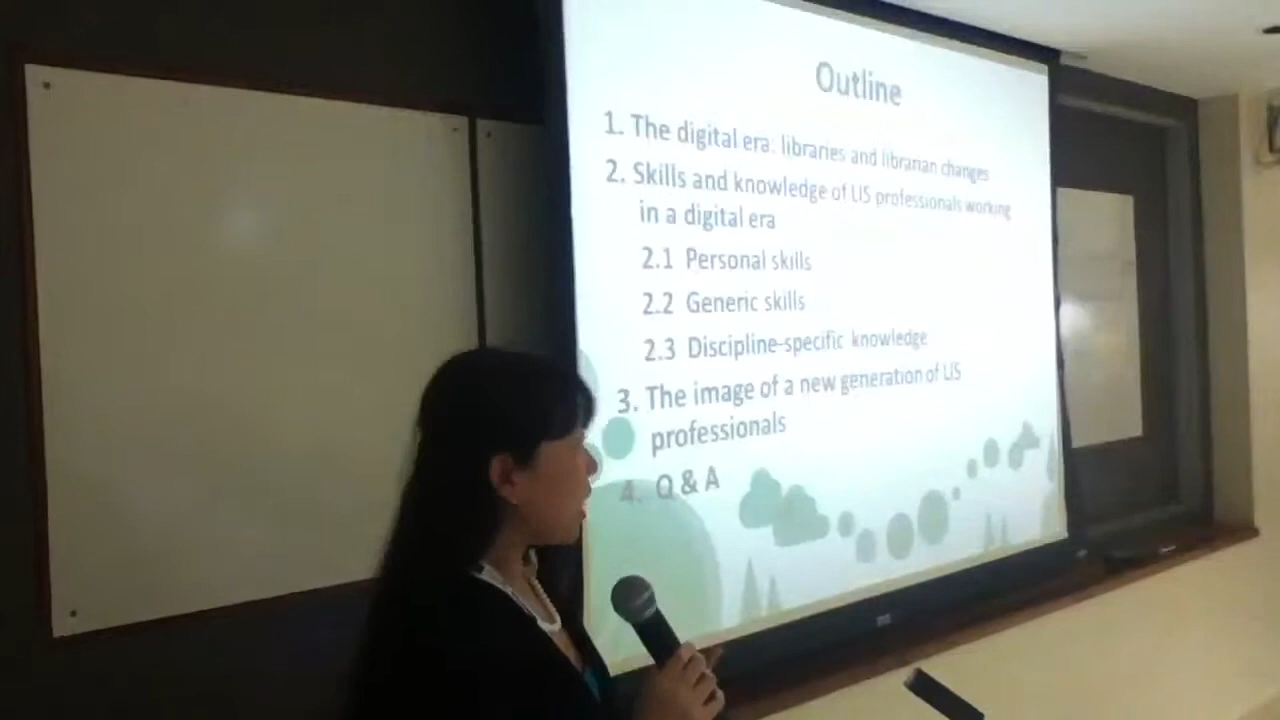 Outline
1. The digital era: libraries and librarian changes
2. Skills and knowledge of LIS professionals working
in a digital era
2.1 Personal skills
2.2 Generic skills
2.3 Discipline-specific knowledge
3. The image of a new generation of LIS
professionals
4. Q & A